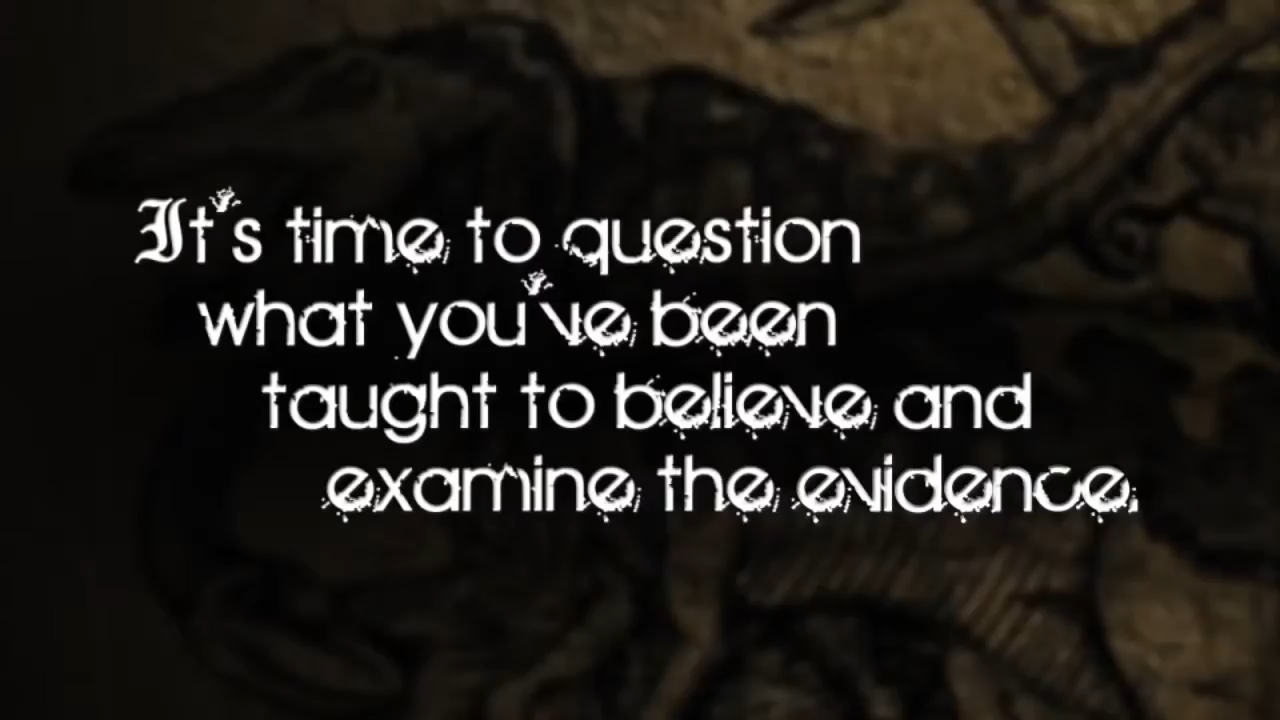 It's time to question
what you've been
taught to believe and
examine the evidence.